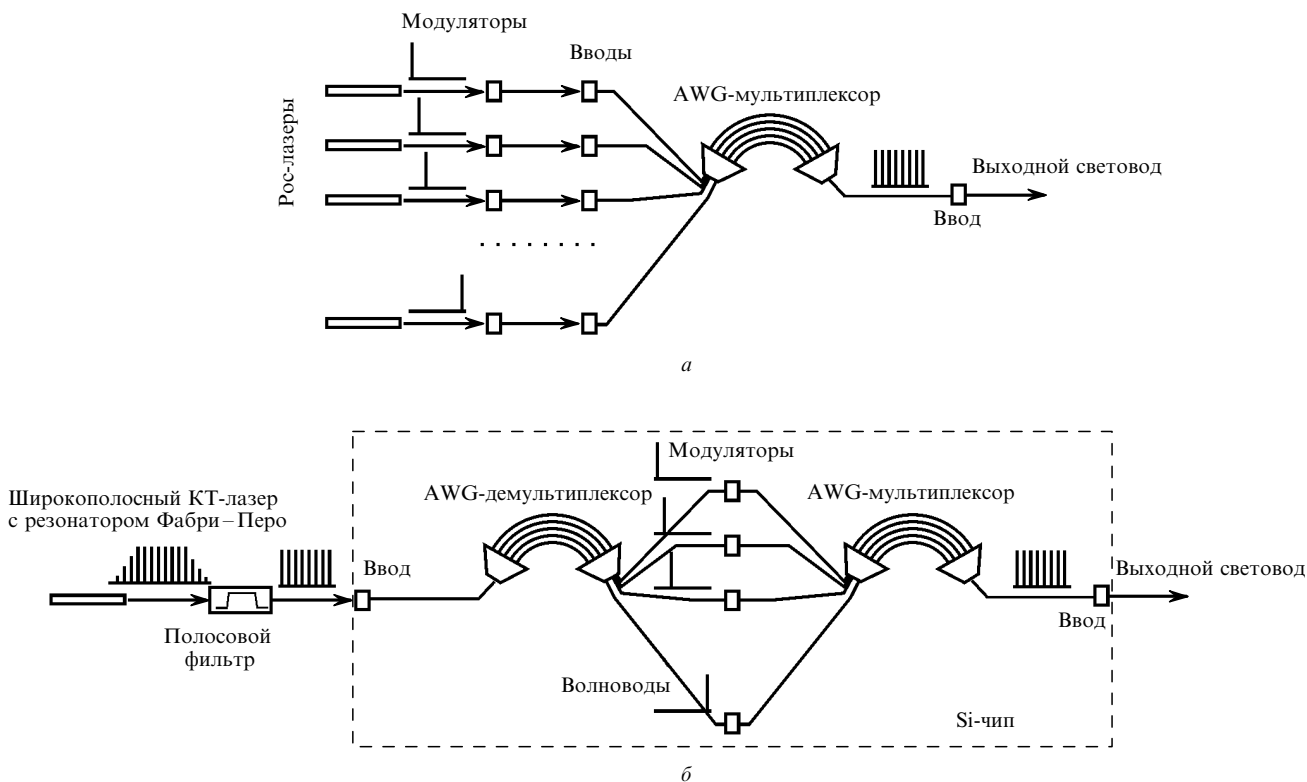 Модуляторы
Вводы
AWG-мультиплексор
Рос-лазеры
Выходной световод
Ввод
а
Модуляторы
AWG-демультиплексор
AWG-мультиплексор
Широкополосный КТ-лазер
с резонатором Фабри–Перо
Ввод
Выходной световод
Ввод
Полосовой
фильтр
Волноводы
Si-чип
б